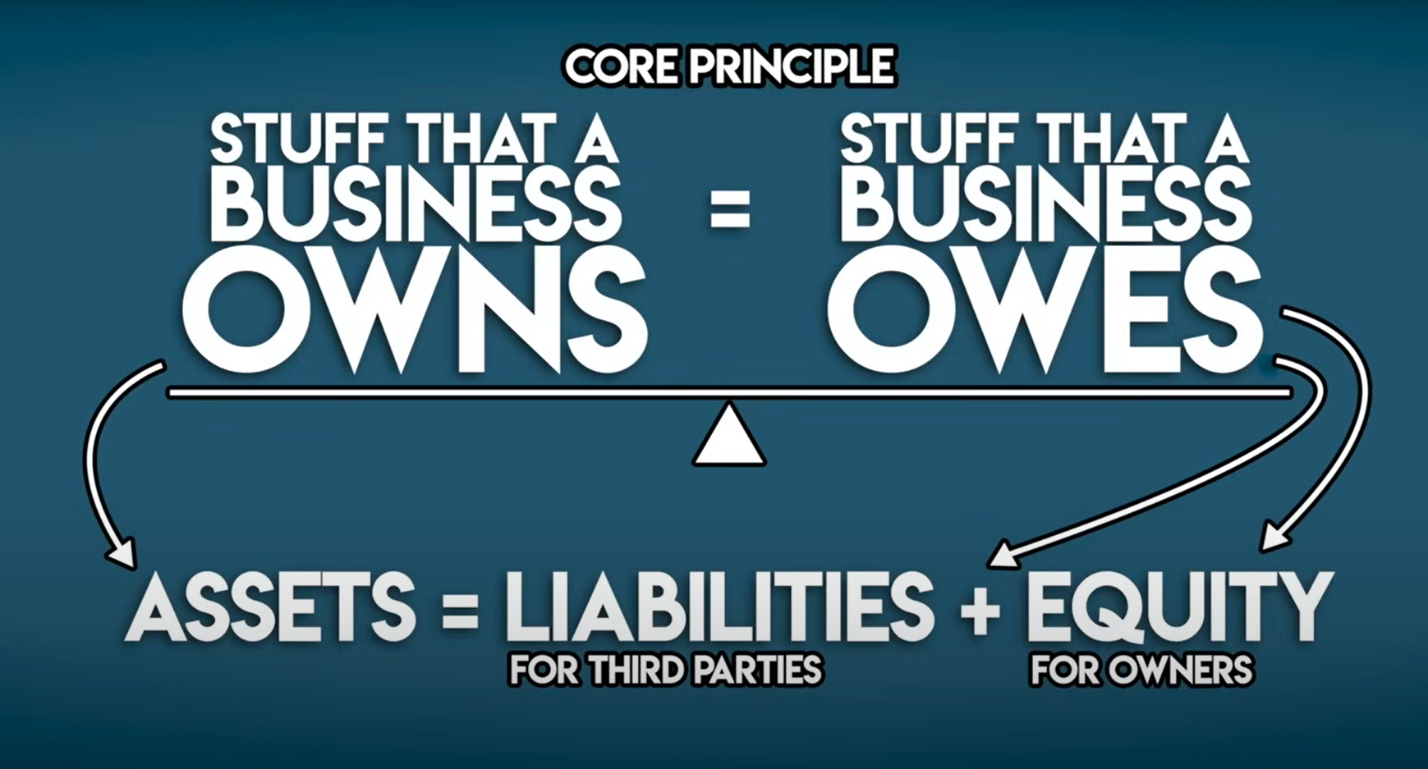 CORE PRINCIPLE
STUFF THAT A
BUSINESS
OWNS
=
STUFF THAT A
BUSINESS
OWES
ASSETS = LIABILITIES + EQUITY
FOR THIRD PARTIES
FOR OWNERS